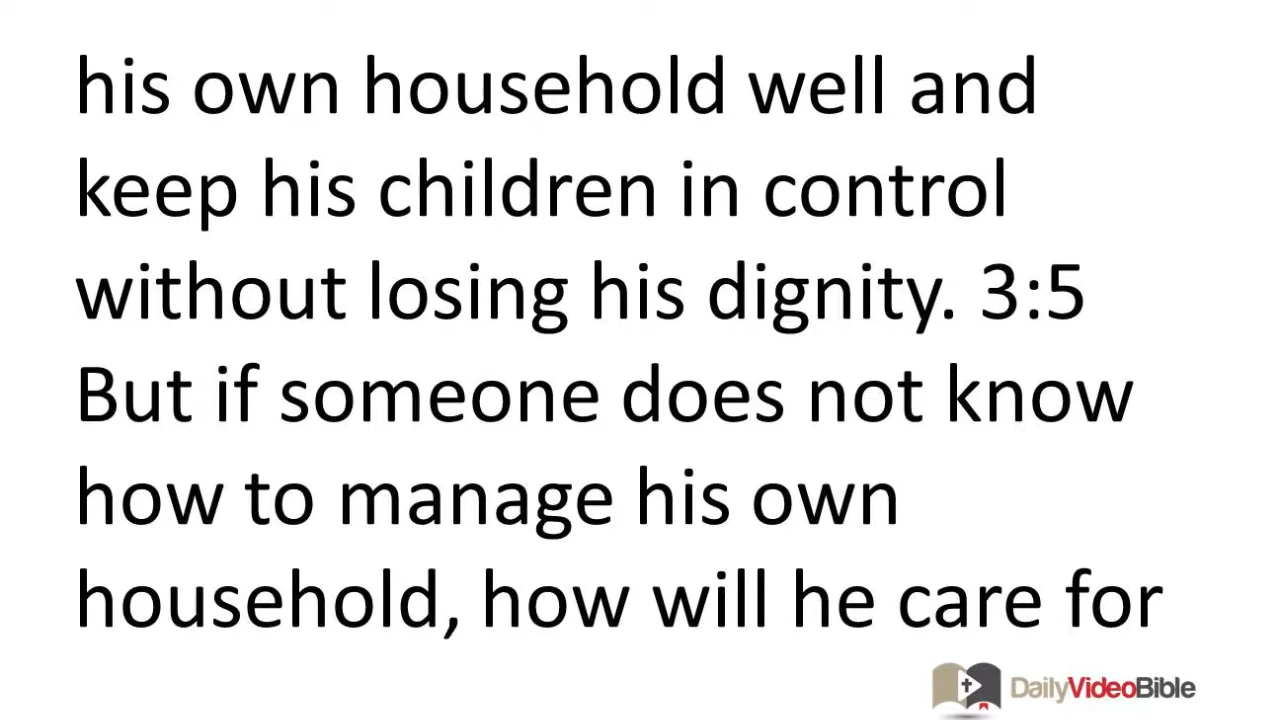 his own household well and
keep his children in control
without losing his dignity. 3:5
But if someone does not know
how to manage his own
household, how will he care for
DailyVideoBible